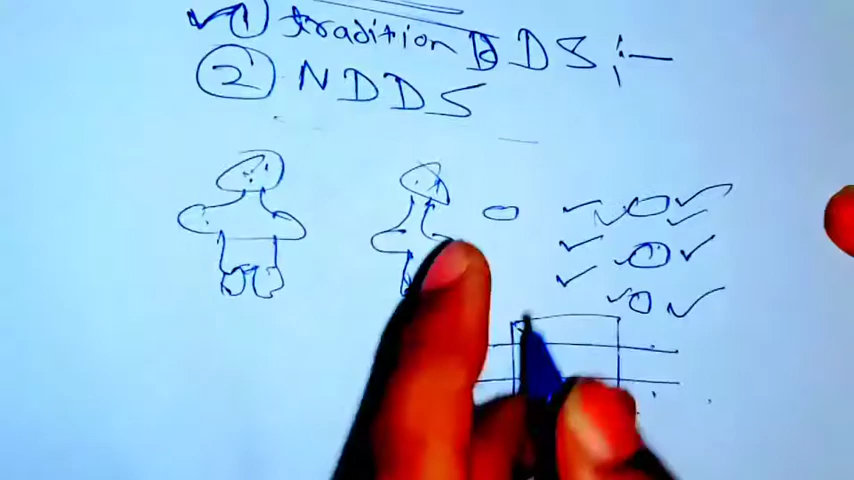 ① tradition DDS :-
② NDDS